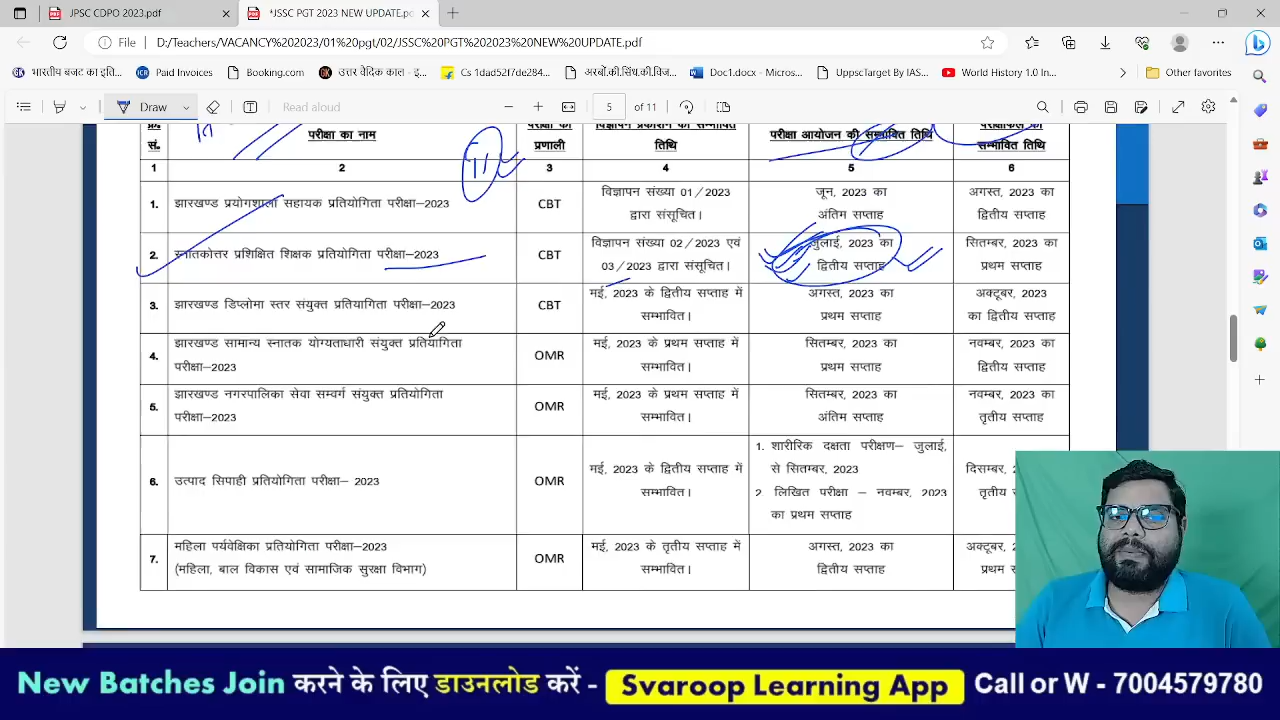 JPSC CDPO 2023.pdf
*JSSC PGT 2023 NEW UPDATE.pdf
File
D:/Teachers/VACANCY%202023/01%20pgt/02/JSSC%20PGT%202023%20NEW%20UPDATE.pdf
भारतीय बजट का इति...
Paid Invoices
Booking.com
उत्तर वेदिक काल - इ...
Cs 1dad52f7de284...
अरबों.की.सिंध.की.विज...
Doc1.docx - Micros...
UppscTarget By IAS...
World History 1.0 In...
Other favorites
Draw
Read aloud
5
of 11
क्र० परीक्षा का नाम परीक्षा की विज्ञापन प्रकाशन की सम्भावित परीक्षा आयोजन की सम्भावित तिथि परीक्षाफल की
सं. प्रणाली तिथि सम्भावित तिथि
1 2 3 4 5 6
1. झारखण्ड प्रयोगशाला सहायक प्रतियोगिता परीक्षा–2023 CBT विज्ञापन संख्या 01/2023 जून, 2023 का अगस्त, 2023 का
द्वारा संसूचित। अंतिम सप्ताह द्वितीय सप्ताह
2. स्नातकोत्तर प्रशिक्षित शिक्षक प्रतियोगिता परीक्षा–2023 CBT विज्ञापन संख्या 02/2023 एवं जुलाई, 2023 का सितम्बर, 2023 का
03/2023 द्वारा संसूचित। द्वितीय सप्ताह प्रथम सप्ताह
3. झारखण्ड डिप्लोमा स्तर संयुक्त प्रतियागिता परीक्षा–2023 CBT मई, 2023 के द्वितीय सप्ताह में अगस्त, 2023 का अक्टूबर, 2023
सम्भावित। प्रथम सप्ताह का द्वितीय सप्ताह
4. झारखण्ड सामान्य स्नातक योग्यताधारी संयुक्त प्रतियागिता OMR मई, 2023 के प्रथम सप्ताह में सितम्बर, 2023 का नवम्बर, 2023 का
परीक्षा–2023 सम्भावित। प्रथम सप्ताह द्वितीय सप्ताह
5. झारखण्ड नगरपालिका सेवा सम्वर्ग संयुक्त प्रतियोगिता OMR मई, 2023 के प्रथम सप्ताह में सितम्बर, 2023 का नवम्बर, 2023 का
परीक्षा–2023 सम्भावित। अंतिम सप्ताह तृतीय सप्ताह
6. उत्पाद सिपाही प्रतियोगिता परीक्षा– 2023 OMR मई, 2023 के द्वितीय सप्ताह में सम्भावित। 1. शारीरिक दक्षता परीक्षण– जुलाई,
से सितम्बर, 2023 दिसम्बर,
2. लिखित परीक्षा – नवम्बर, 2023 तृतीय
का प्रथम सप्ताह
7. महिला पर्यवेक्षिका प्रतियोगिता परीक्षा–2023 OMR मई, 2023 के तृतीय सप्ताह में अगस्त, 2023 का अक्टूबर,
(महिला, बाल विकास एवं सामाजिक सुरक्षा विभाग) सम्भावित। द्वितीय सप्ताह प्रथम
New Batches Join करने के लिए डाउनलोड करें - Svaroop Learning App Call or W - 7004579780